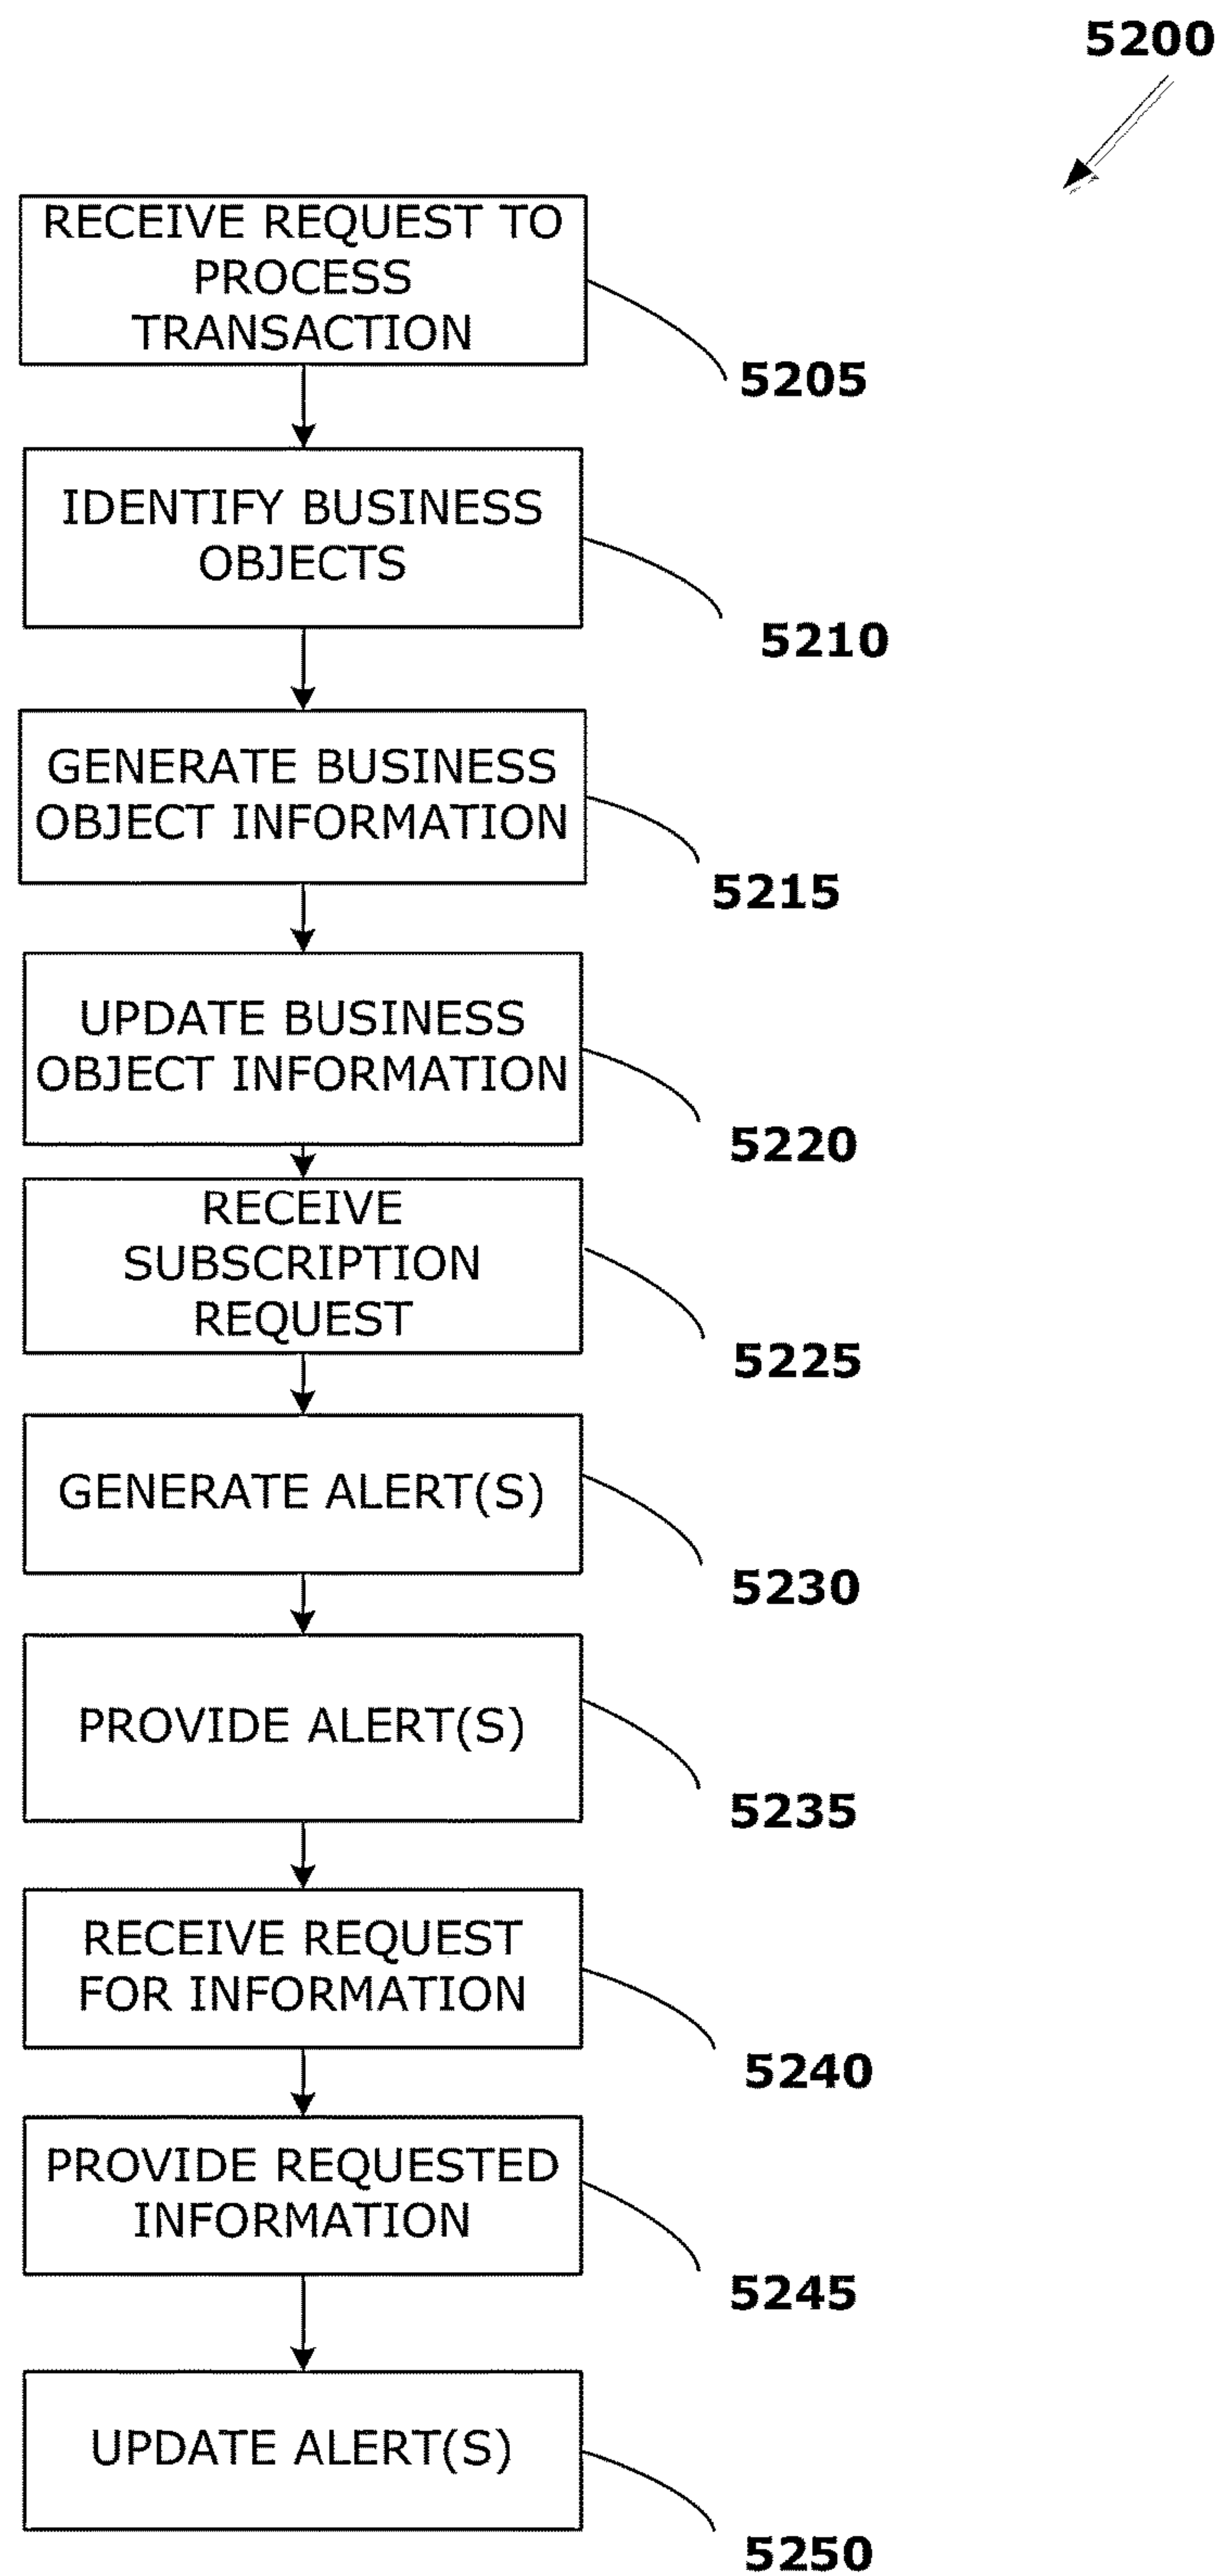 5200
RECEIVE REQUEST TO
PROCESS
TRANSACTION
5205
IDENTIFY BUSINESS
OBJECTS
5210
GENERATE BUSINESS
OBJECT INFORMATION
5215
UPDATE BUSINESS
OBJECT INFORMATION
5220
RECEIVE
SUBSCRIPTION
REQUEST
5225
GENERATE ALERT(S)
5230
PROVIDE ALERT(S)
5235
RECEIVE REQUEST
FOR INFORMATION
5240
PROVIDE REQUESTED
INFORMATION
5245
UPDATE ALERT(S)
5250